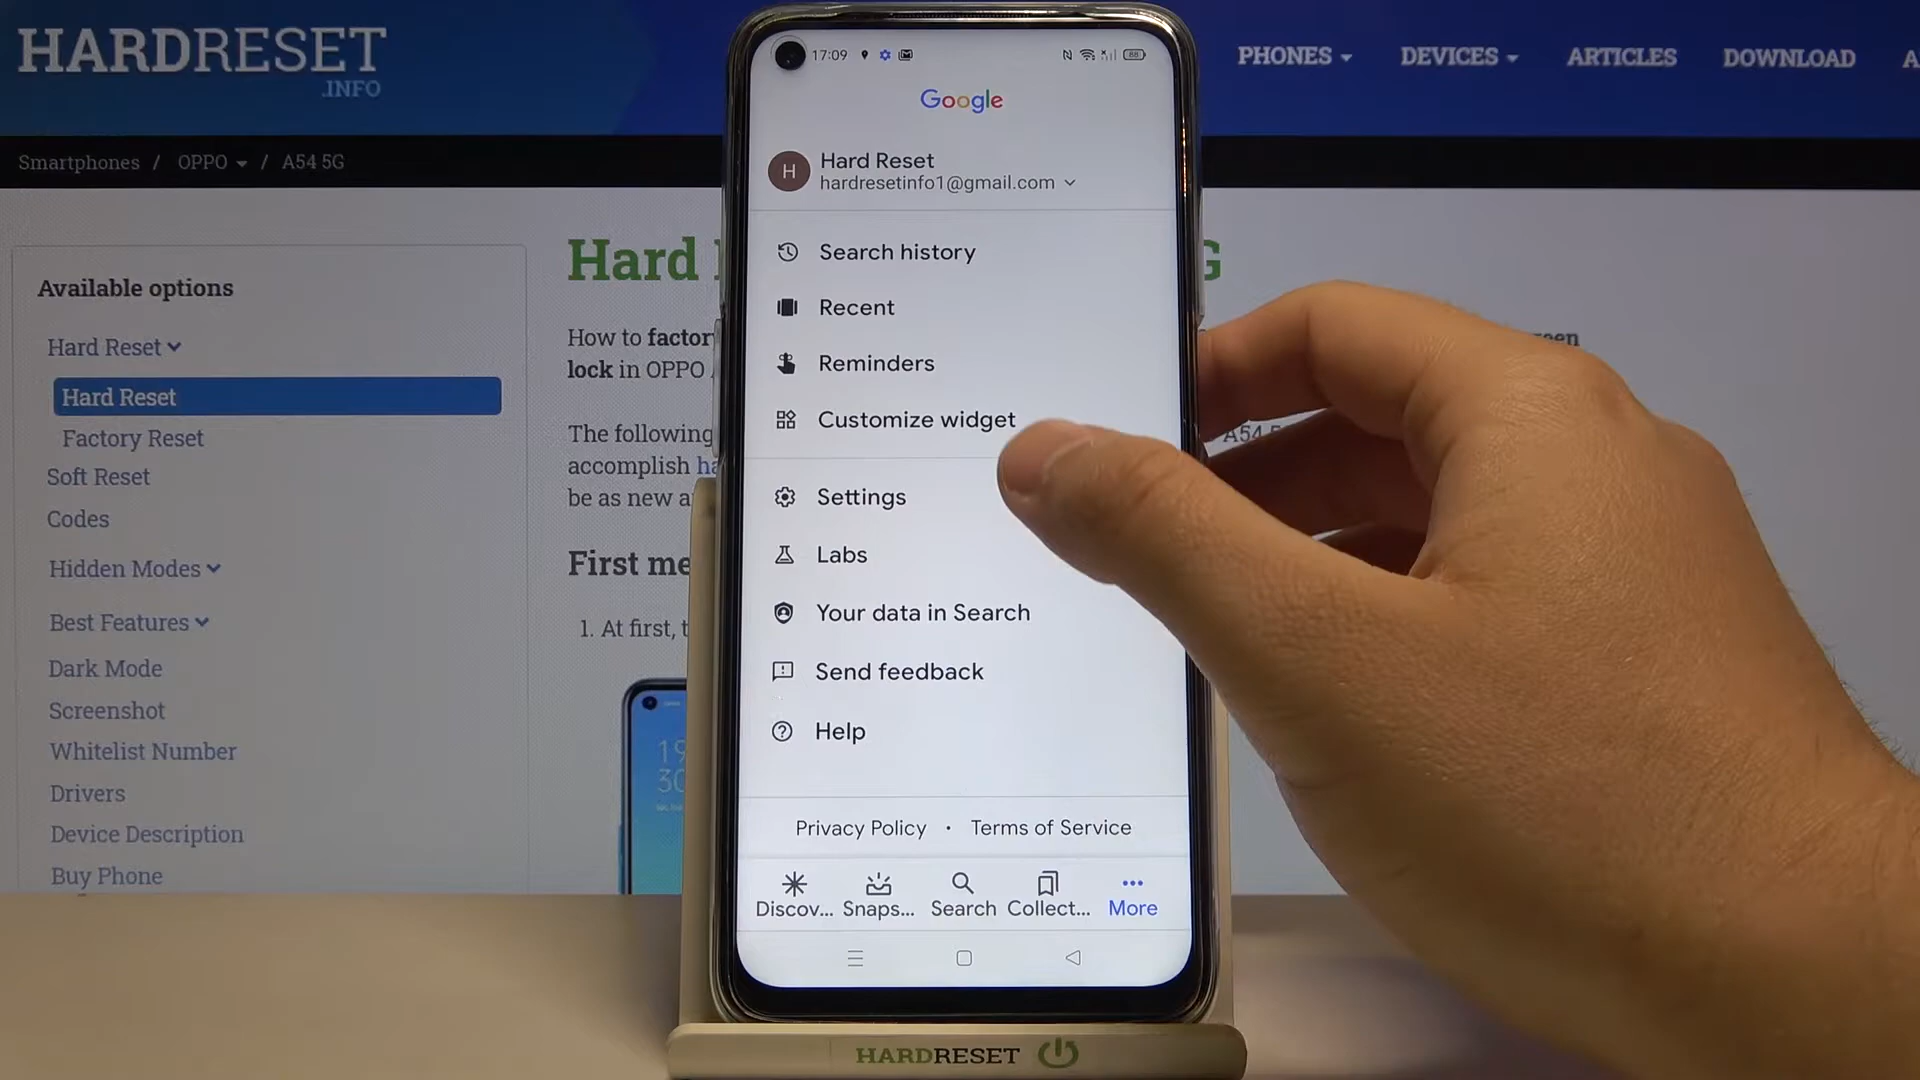 HARDRESET
.INFO
PHONES
DEVICES
ARTICLES
DOWNLOAD
Smartphones / OPPO / A54 5G
Available options
Hard Reset
Hard Reset
Factory Reset
Soft Reset
Codes
Hidden Modes
Best Features
Dark Mode
Screenshot
Whitelist Number
Drivers
Device Description
Buy Phone
Hard
G
How to
lock in OPPO
The following
accomplish
be as new
First
1. At first,
17:09
88
Google
H
Hard Reset
hardresetinfo1@gmail.com
Search history
Recent
Reminders
Customize widget
Settings
Labs
Your data in Search
Send feedback
Help
Privacy Policy · Terms of Service
Discov... Snaps... Search Collect... More
HARDRESET